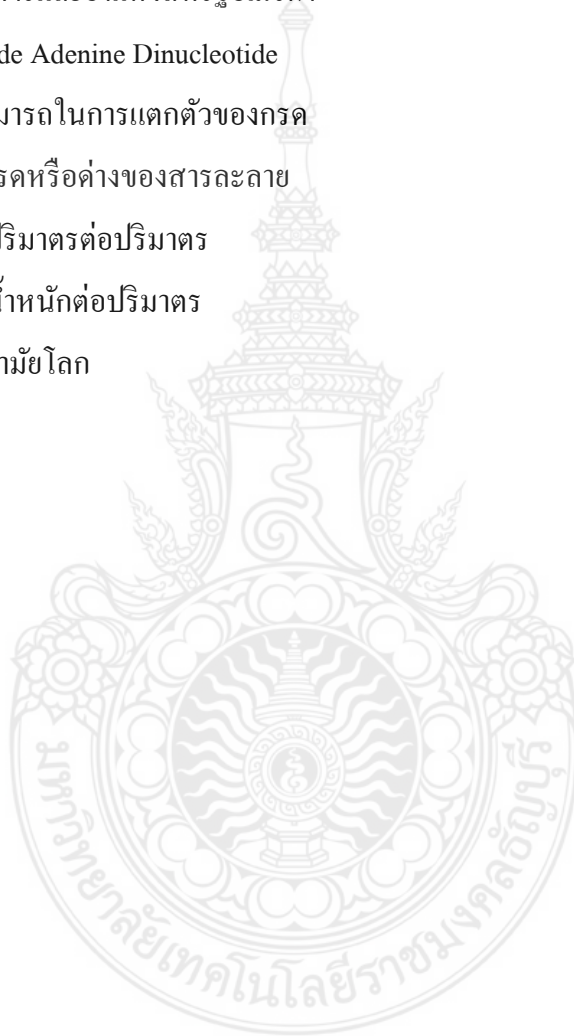 de Adenine Dinucleotide
มารถในการแตกตัวของกรด
รดหรือด่างของสารละลาย
ปริมาตรต่อปริมาตร
น้ำหนักต่อปริมาตร
ามัยโลก
มหาวิทยาลัยเทคโนโลยีราชมงคลธัญบุรี